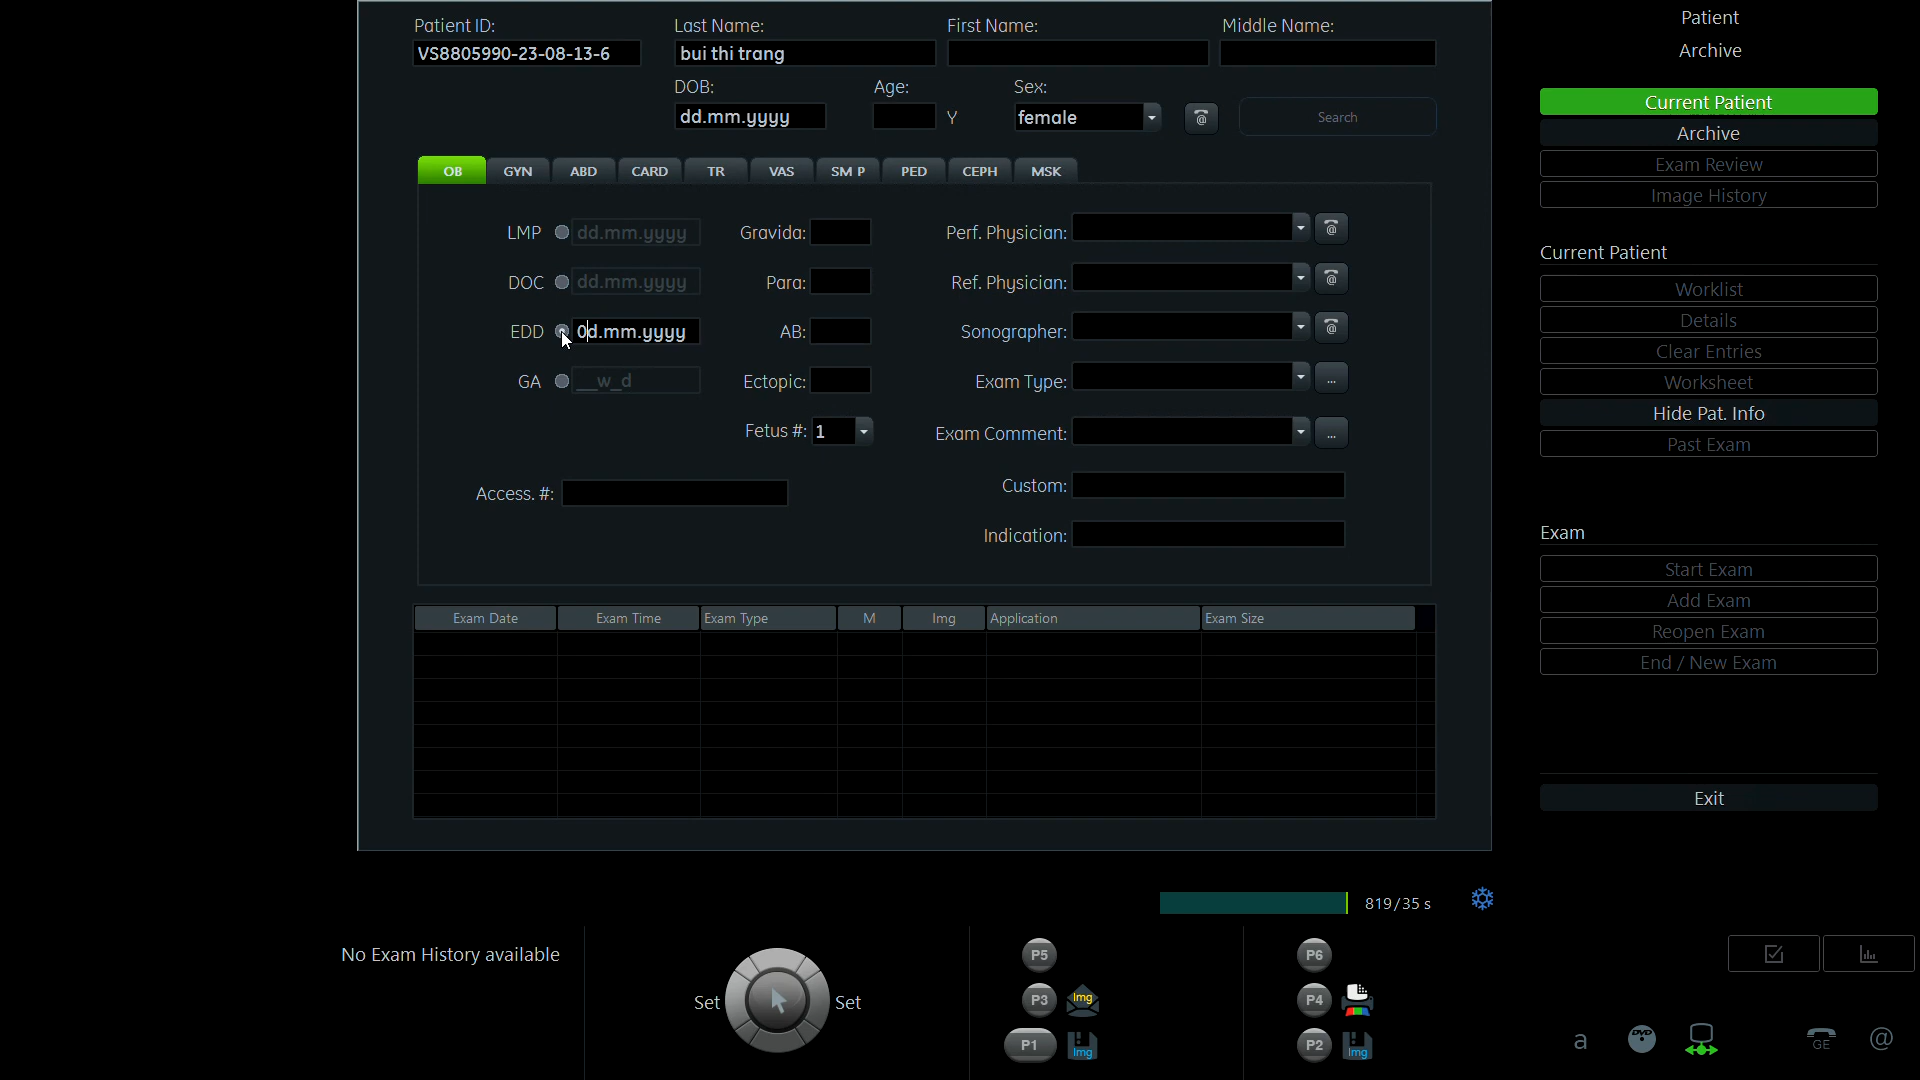 Patient ID: Last Name: First Name: Middle Name:
VS8805990-23-08-13-6 bui thi trang
DOB: Age: Sex:
dd.mm.yyyy Y female @ Search
OB GYN ABD CARD TR VAS SM P PED CEPH MSK
LMP dd.mm.yyyy Gravida: Perf. Physician: @
DOC dd.mm.yyyy Para: Ref. Physician: @
EDD 0d.mm.yyyy AB: Sonographer: @
GA __w_d Ectopic: Exam Type: ...
Fetus #: 1 Exam Comment: ...
Access. #: Custom:
Indication:
Exam Date Exam Time Exam Type M Img Application Exam Size
819/35 s
No Exam History available
Set Set
P5 P6
P3 Img P4
P1 Img P2 Img
Patient
Archive
Current Patient
Archive
Exam Review
Image History
Current Patient
Worklist
Details
Clear Entries
Worksheet
Hide Pat. Info
Past Exam
Exam
Start Exam
Add Exam
Reopen Exam
End / New Exam
Exit
a DVD GE @